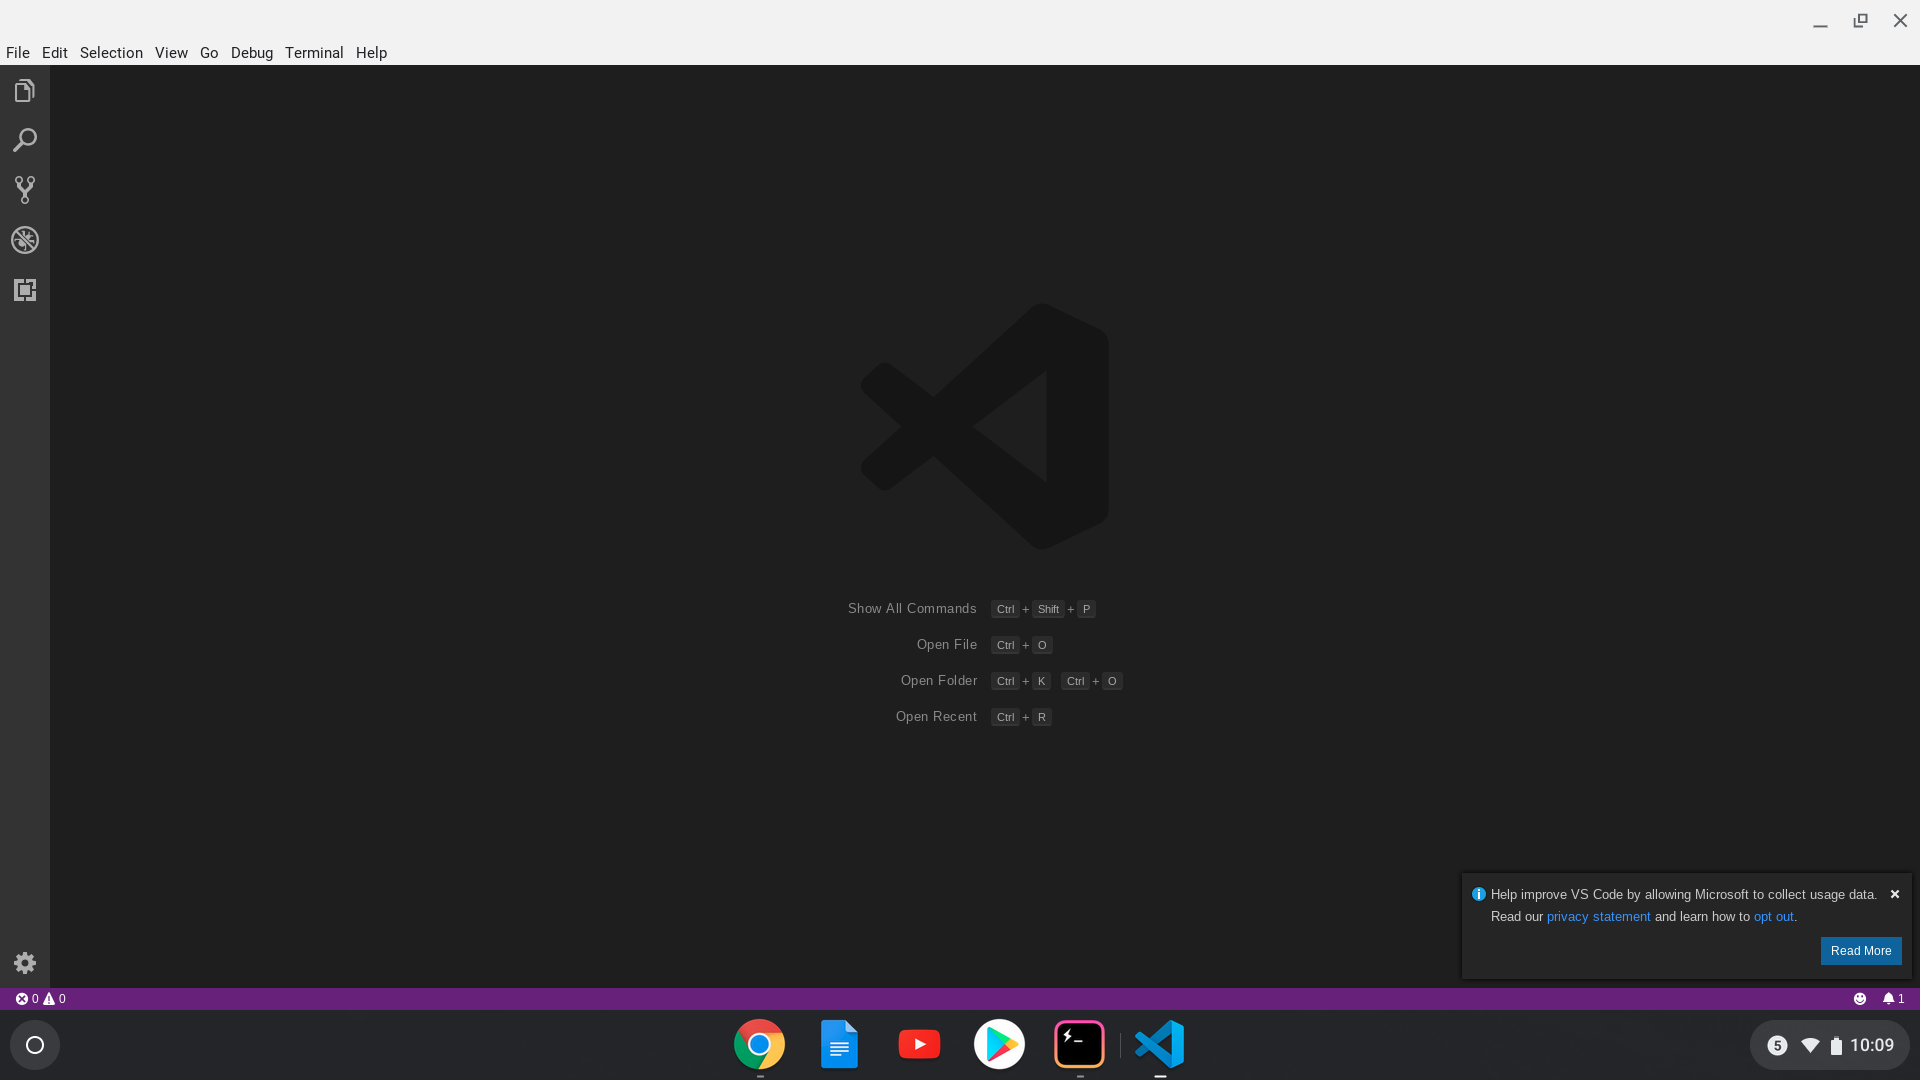 File Edit Selection View Go Debug Terminal Help
Show All Commands Ctrl + Shift + P
Open File Ctrl + O
Open Folder Ctrl + K Ctrl + O
Open Recent Ctrl + R
Help improve VS Code by allowing Microsoft to collect usage data.
Read our privacy statement and learn how to opt out.
Read More
0 0
1
5 10:09